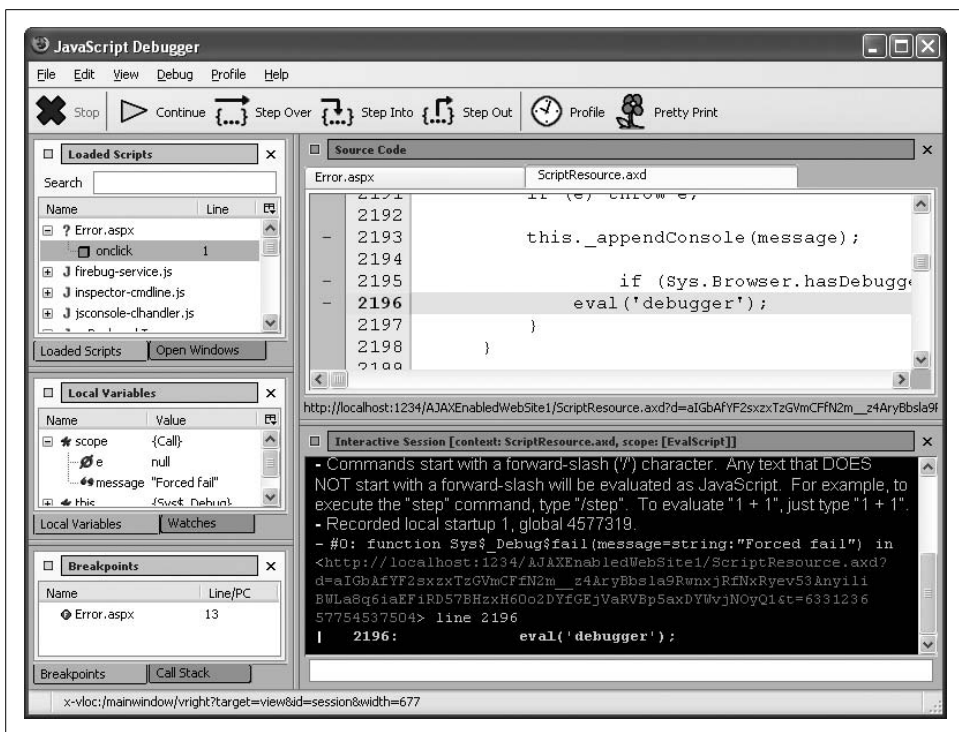 JavaScript Debugger
File Edit View Debug Profile Help
Stop Continue Step Over Step Into Step Out Profile Pretty Print
Loaded Scripts
Search
Name Line
? Error.aspx
onclick 1
J firebug-service.js
J inspector-cmdline.js
J jsconsole-clhandler.js
Loaded Scripts Open Windows
Local Variables
Name Value
scope {Call}
e null
message "Forced fail"
this {Sys$_Debug}
Local Variables Watches
Breakpoints
Name Line/PC
Error.aspx 13
Breakpoints Call Stack
Source Code
Error.aspx ScriptResource.axd
2191 if (e) throw e;
2192
2193 this._appendConsole(message);
2194
2195 if (Sys.Browser.hasDebugge
2196 eval('debugger');
2197 }
2198 }
2199
http://localhost:1234/AJAXEnabledWebSite1/ScriptResource.axd?d=aIGbAfYF2sxzxTzGVmCFfN2m__z4AryBbsla9F
Interactive Session [context: ScriptResource.axd, scope: [EvalScript]]
- Commands start with a forward-slash ('/') character. Any text that DOES
NOT start with a forward-slash will be evaluated as JavaScript. For example, to
execute the "step" command, type "/step". To evaluate "1 + 1", just type "1 + 1".
- Recorded local startup 1, global 4577319.
- #0: function Sys$_Debug$fail(message=string:"Forced fail") in
<http://localhost:1234/AJAXEnabledWebSite1/ScriptResource.axd?
d=aIGbAfYF2sxzxTzGVmCFfN2m__z4AryBbsla9RwnxjRfNxRyev53Anyili
BWLa8q6iaEFiRD57BHzxH60o2DYfGEjVaRVBp5axDYWvjNOyQ1&t=6331236
57754537504> line 2196
| 2196: eval('debugger');
x-vloc:/mainwindow/vright?target=view&id=session&width=677